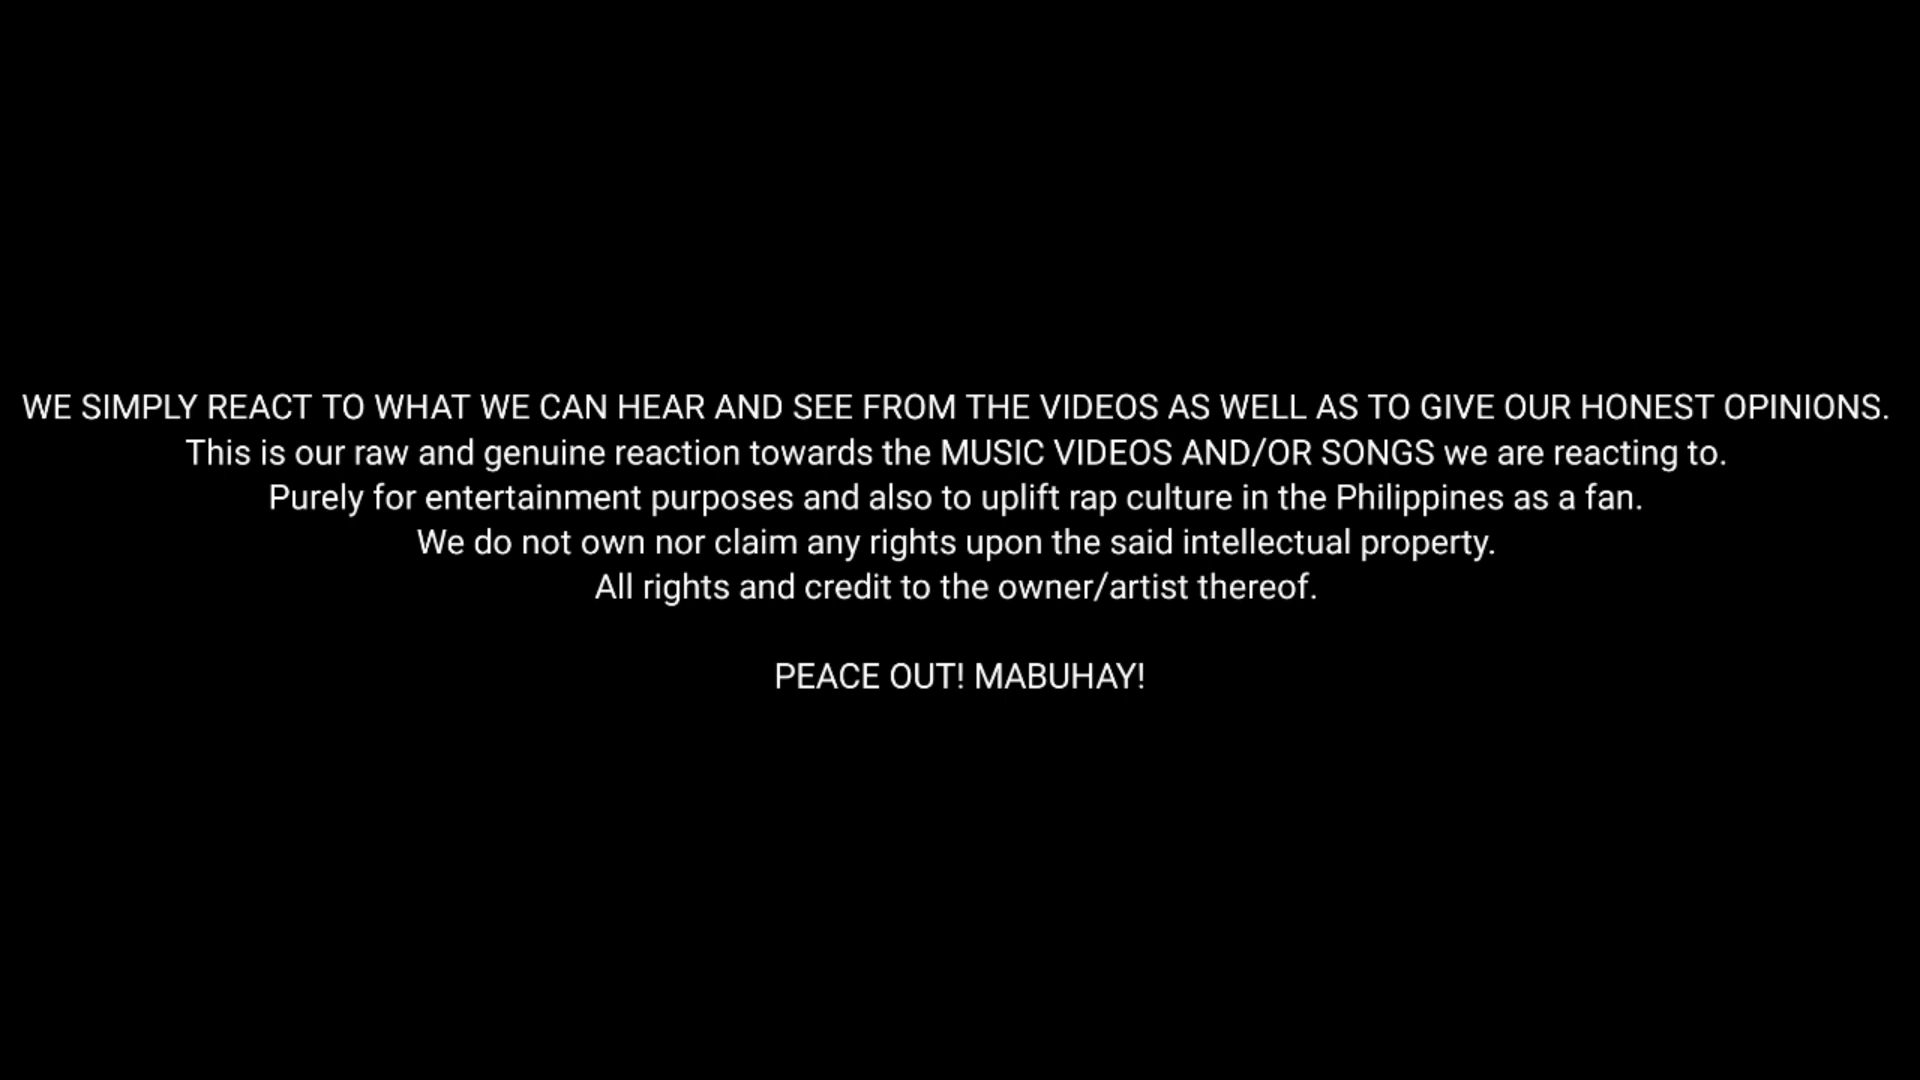 WE SIMPLY REACT TO WHAT WE CAN HEAR AND SEE FROM THE VIDEOS AS WELL AS TO GIVE OUR HONEST OPINIONS.
This is our raw and genuine reaction towards the MUSIC VIDEOS AND/OR SONGS we are reacting to.
Purely for entertainment purposes and also to uplift rap culture in the Philippines as a fan.
We do not own nor claim any rights upon the said intellectual property.
All rights and credit to the owner/artist thereof.
PEACE OUT! MABUHAY!